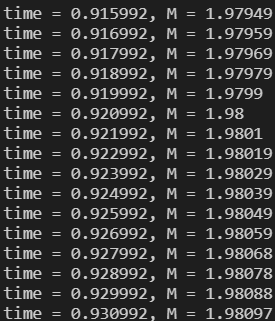 time = 0.915992, M = 1.97949
time = 0.916992, M = 1.97959
time = 0.917992, M = 1.97969
time = 0.918992, M = 1.97979
time = 0.919992, M = 1.9799
time = 0.920992, M = 1.98
time = 0.921992, M = 1.9801
time = 0.922992, M = 1.98019
time = 0.923992, M = 1.98029
time = 0.924992, M = 1.98039
time = 0.925992, M = 1.98049
time = 0.926992, M = 1.98059
time = 0.927992, M = 1.98068
time = 0.928992, M = 1.98078
time = 0.929992, M = 1.98088
time = 0.930992, M = 1.98097